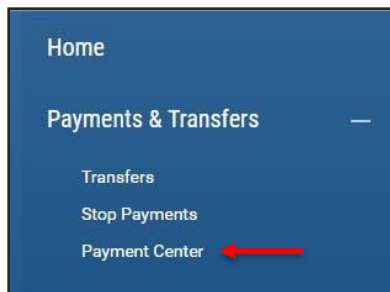 Home
Payments & Transfers
Transfers
Stop Payments
Payment Center